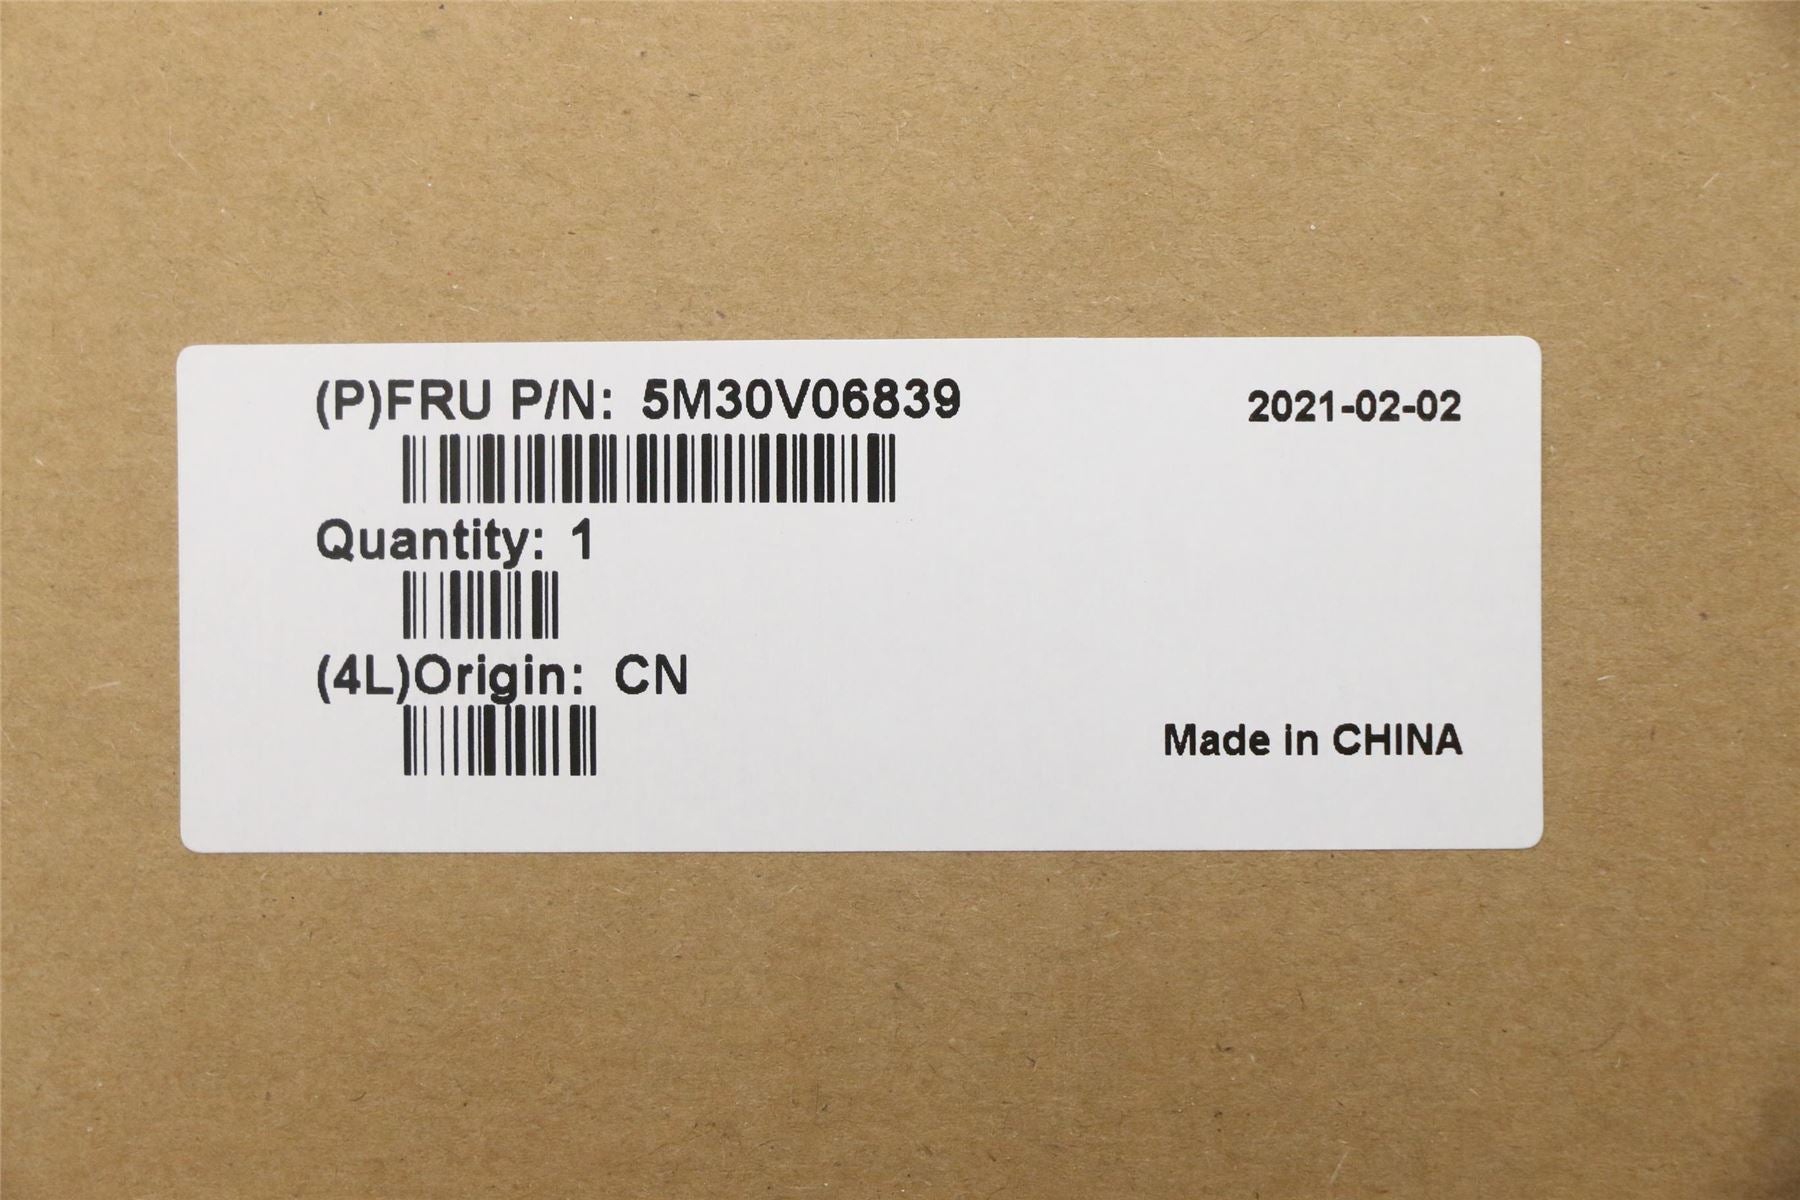 (P)FRU P/N: 5M30V06839
2021-02-02
Quantity: 1
(4L)Origin: CN
Made in CHINA